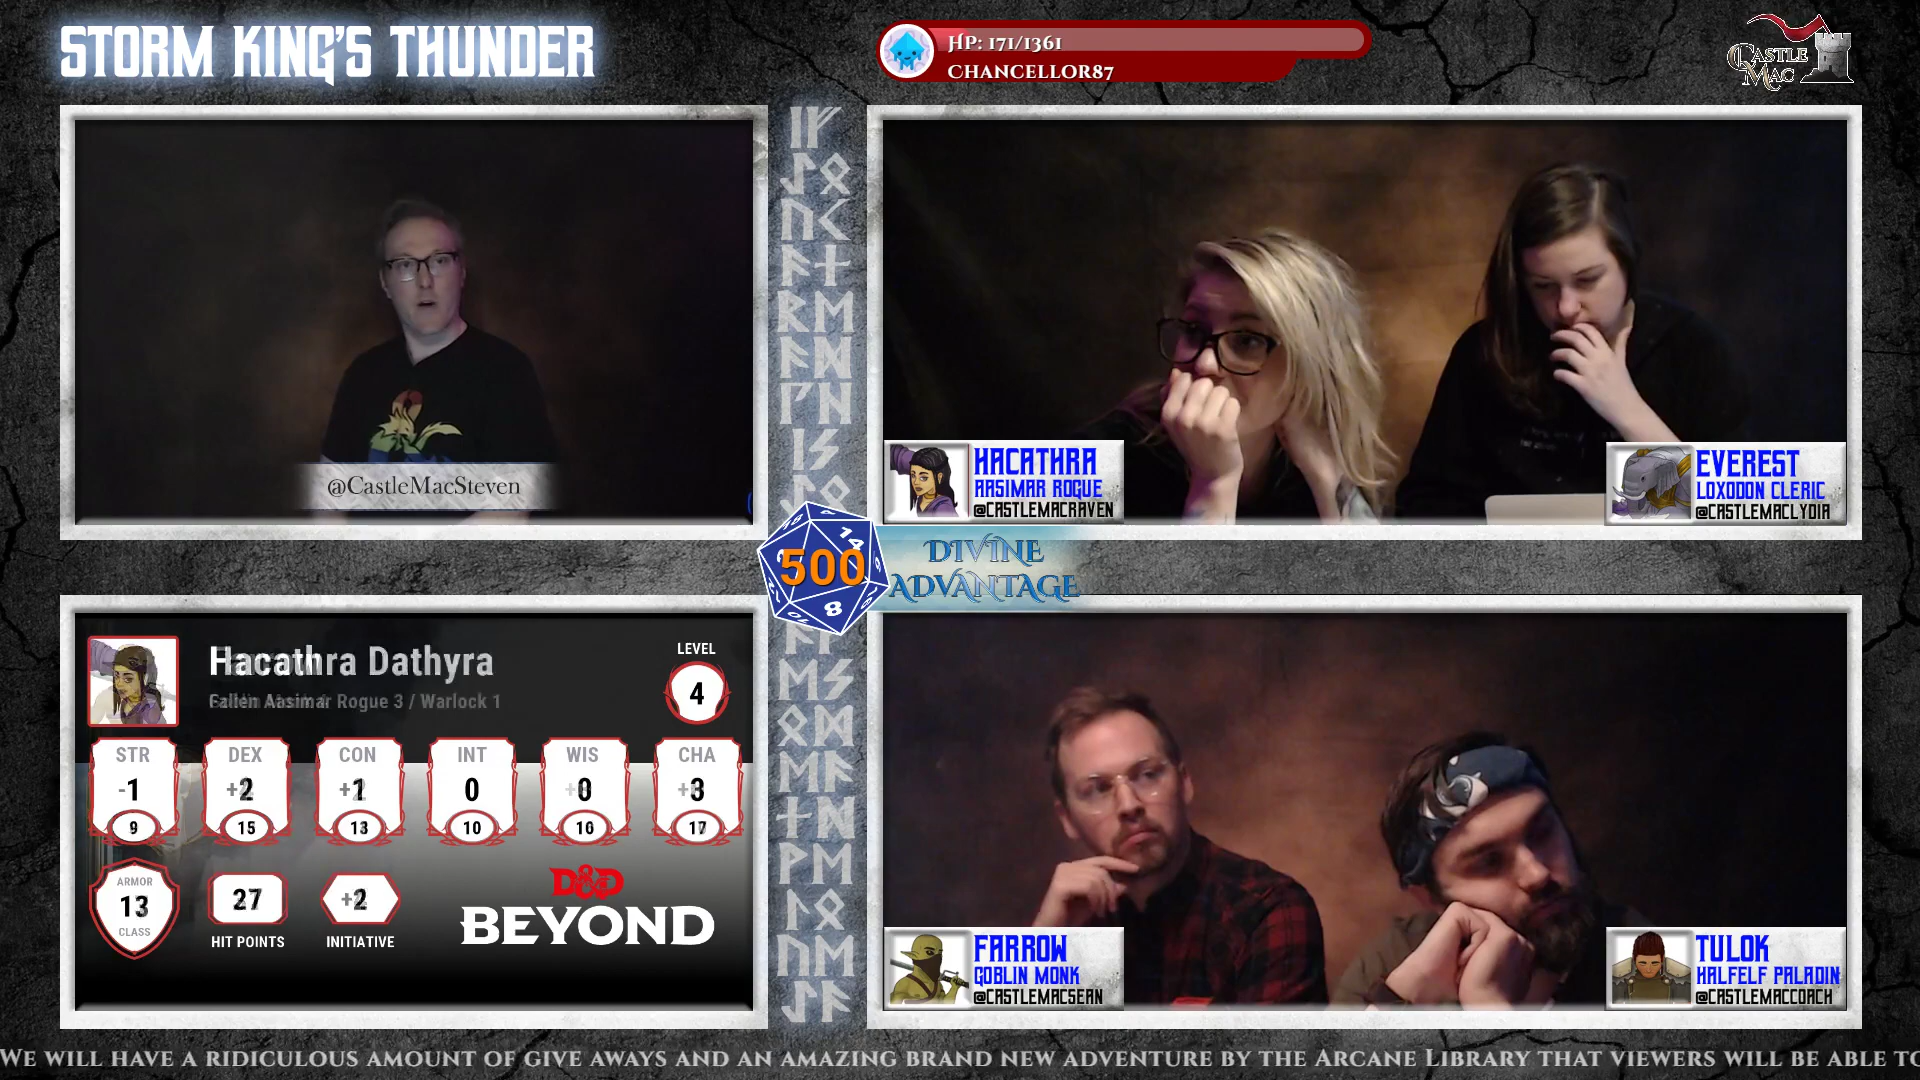 STORM KING'S THUNDER
HP: 171/1361
CHANCELLOR87
CASTLE
MAC
@CastleMacSteven
HACATHRA
AASIMAR ROGUE
@CASTLEMACRAVEN
EVEREST
LOXODON CLERIC
@CASTLEMACLYDIA
14
500
8
DIVINE
ADVANTAGE
Hacathra Dathyra
Fallen Aasimar Rogue 3 / Warlock 1
LEVEL
4
STR
DEX
CON
INT
WIS
CHA
-1
+2
+1
0
0
+3
9
15
13
10
10
17
ARMOR
13
CLASS
27
HIT POINTS
+2
INITIATIVE
D&D
BEYOND
FARROW
GOBLIN MONK
@CASTLEMACSEAN
TULOK
HALFELF PALADIN
@CASTLEMACCOACH
WE WILL HAVE A RIDICULOUS AMOUNT OF GIVE AWAYS AND AN AMAZING BRAND NEW ADVENTURE BY THE ARCANE LIBRARY THAT VIEWERS WILL BE ABLE TO